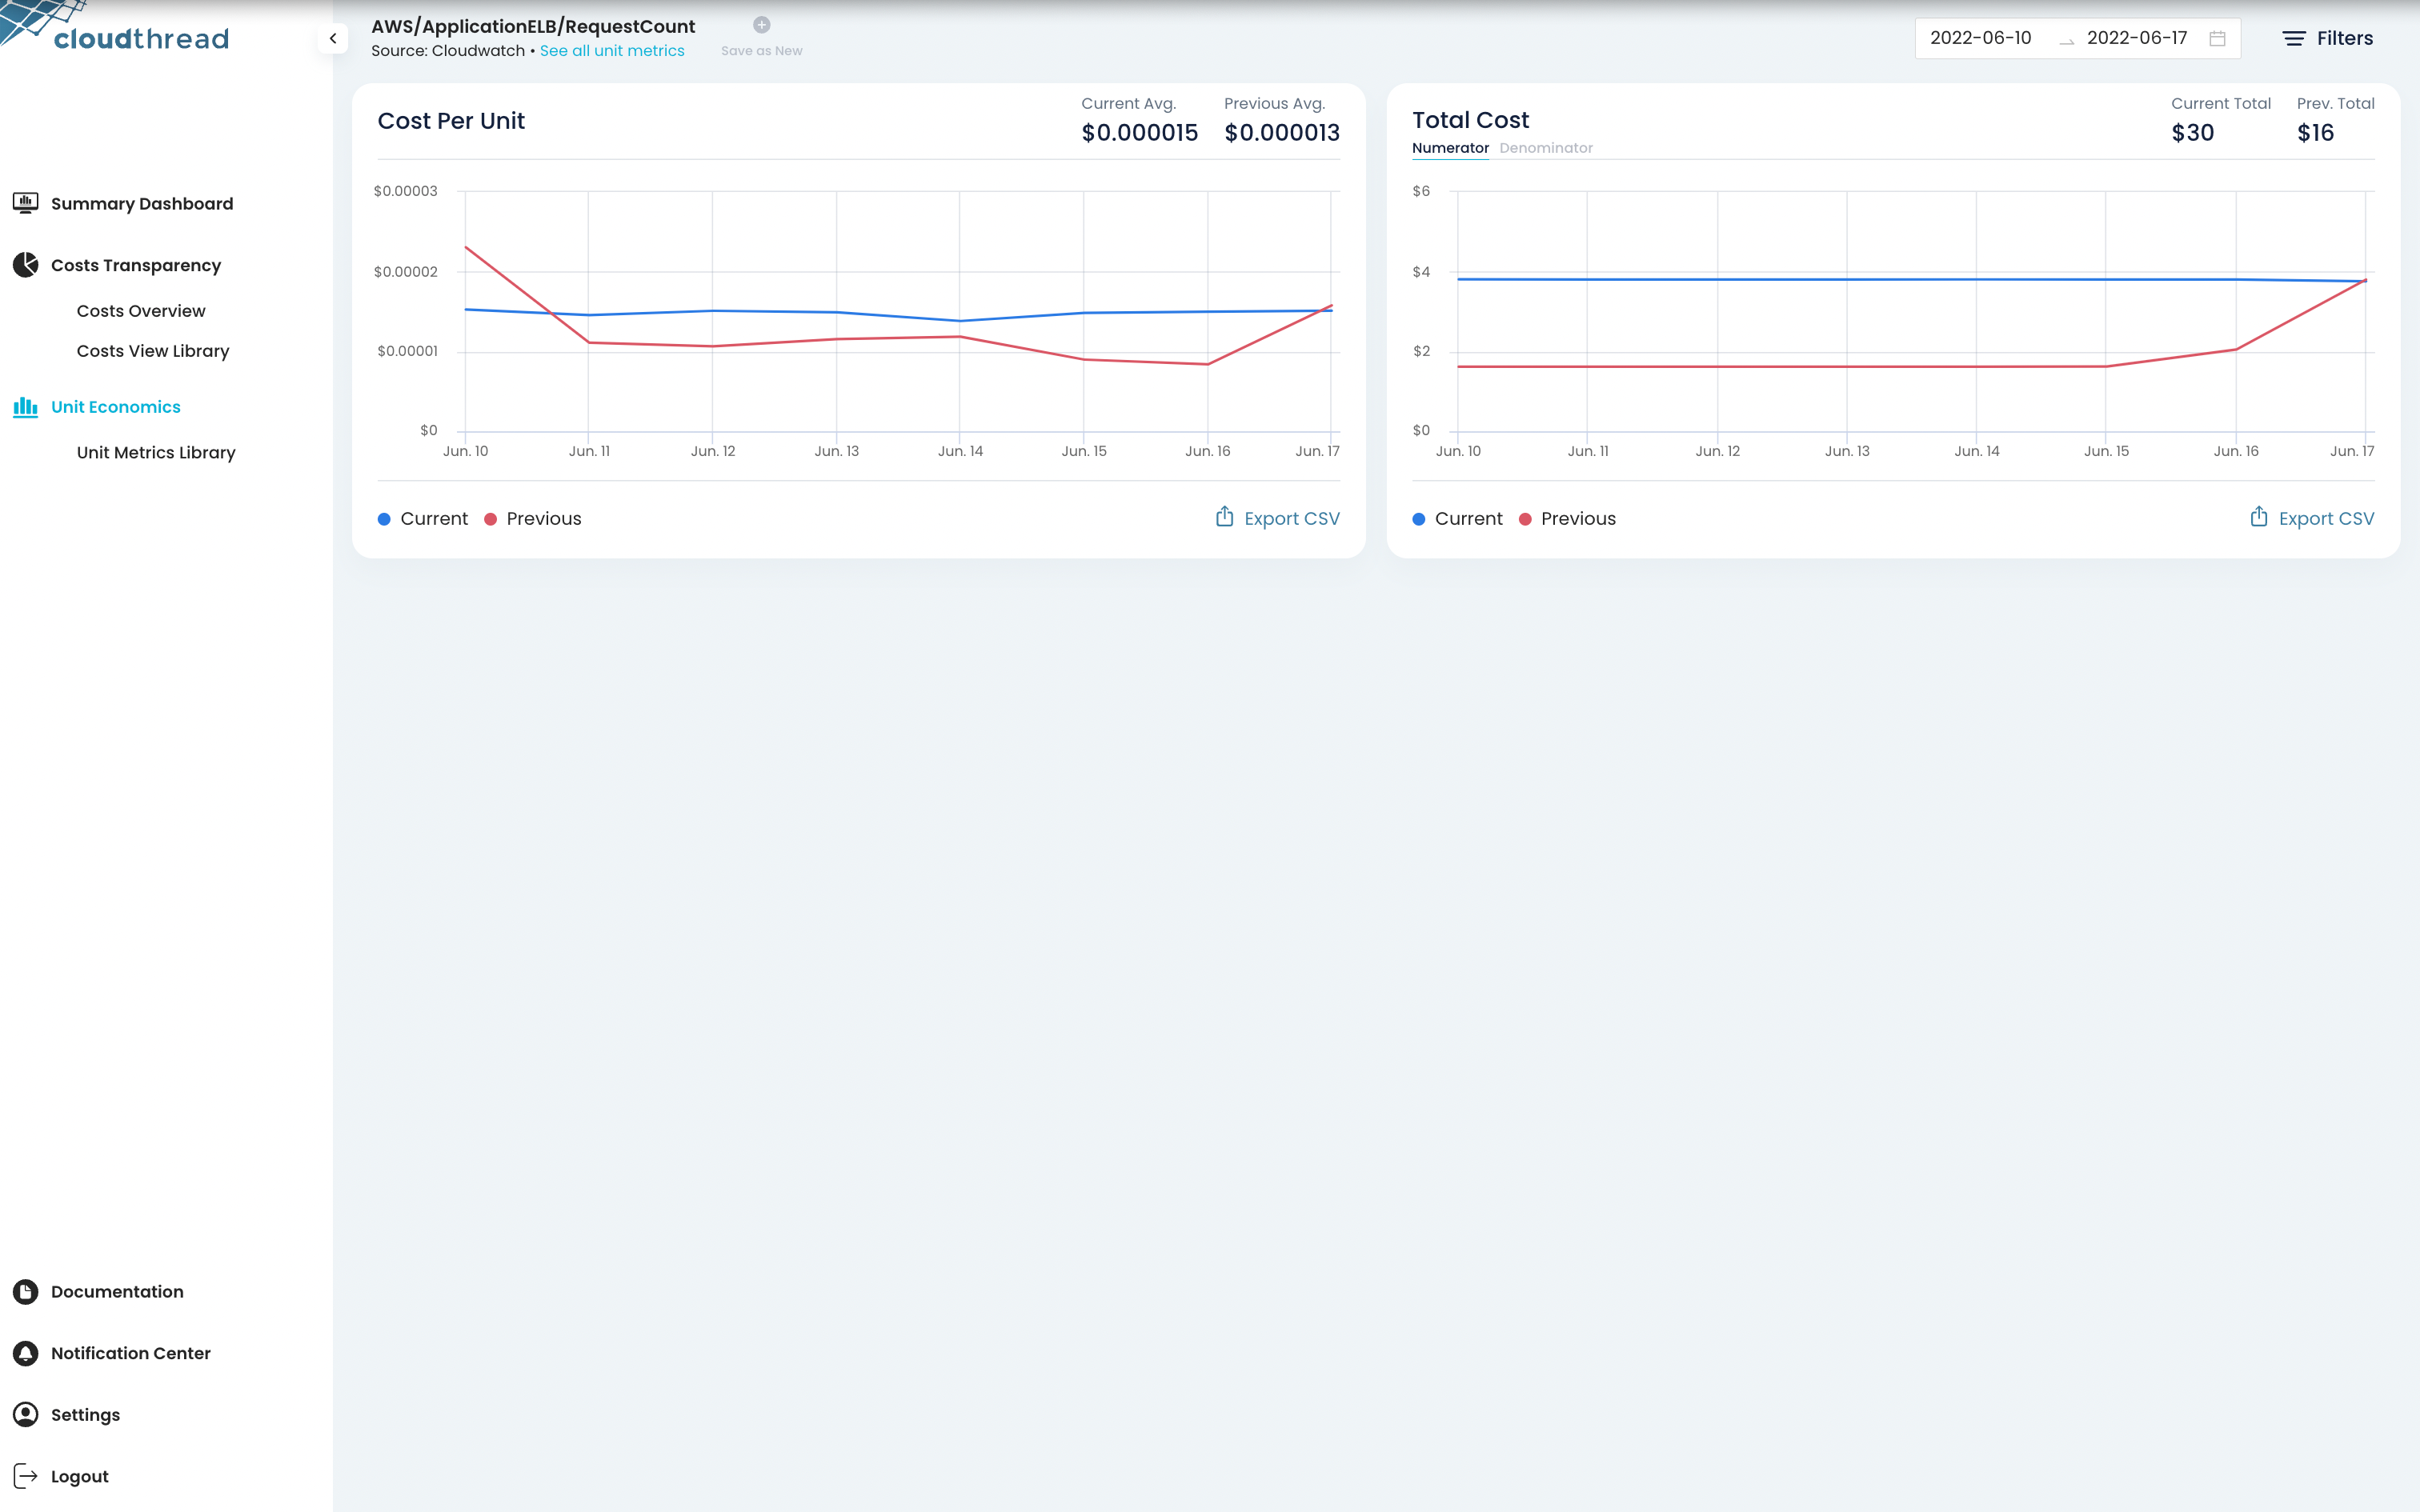 cloudthread
AWS/ApplicationELB/RequestCount
Source: Cloudwatch • See all unit metrics
Save as New
2022-06-10
2022-06-17
Filters
Summary Dashboard
Costs Transparency
Costs Overview
Costs View Library
Unit Economics
Unit Metrics Library
Documentation
Notification Center
Settings
Logout
Cost Per Unit
Current Avg.
$0.000015
Previous Avg.
$0.000013
$0.00003
$0.00002
$0.00001
$0
Jun. 10
Jun. 11
Jun. 12
Jun. 13
Jun. 14
Jun. 15
Jun. 16
Jun. 17
Current
Previous
Export CSV
Total Cost
Numerator
Denominator
Current Total
$30
Prev. Total
$16
$6
$4
$2
$0
Jun. 10
Jun. 11
Jun. 12
Jun. 13
Jun. 14
Jun. 15
Jun. 16
Jun. 17
Current
Previous
Export CSV